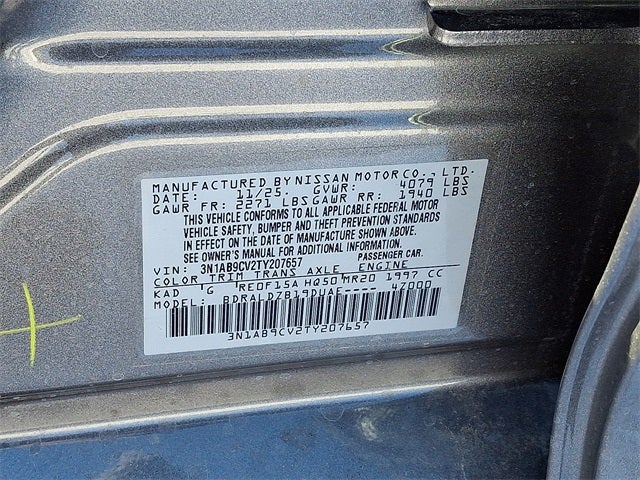 MANUFACTURED BY NISSAN MOTOR CO., LTD.
DATE: 11/25. GVWR: 4079 LBS
GAWR FR: 2271 LBS GAWR RR: 1940 LBS
THIS VEHICLE CONFORMS TO ALL APPLICABLE FEDERAL MOTOR
VEHICLE SAFETY, BUMPER AND THEFT PREVENTION STANDARDS
IN EFFECT ON THE DATE OF MANUFACTURE SHOWN ABOVE.
SEE OWNER'S MANUAL FOR ADDITIONAL INFORMATION.
VIN: 3N1AB9CV2TY207657 PASSENGER CAR.
COLOR TRIM TRANS AXLE ENGINE
KAD G RE0F15A HQ50 MR20 1997 CC
MODEL: BDRALDZB19DUAE---- 47000
3N1AB9CV2TY207657